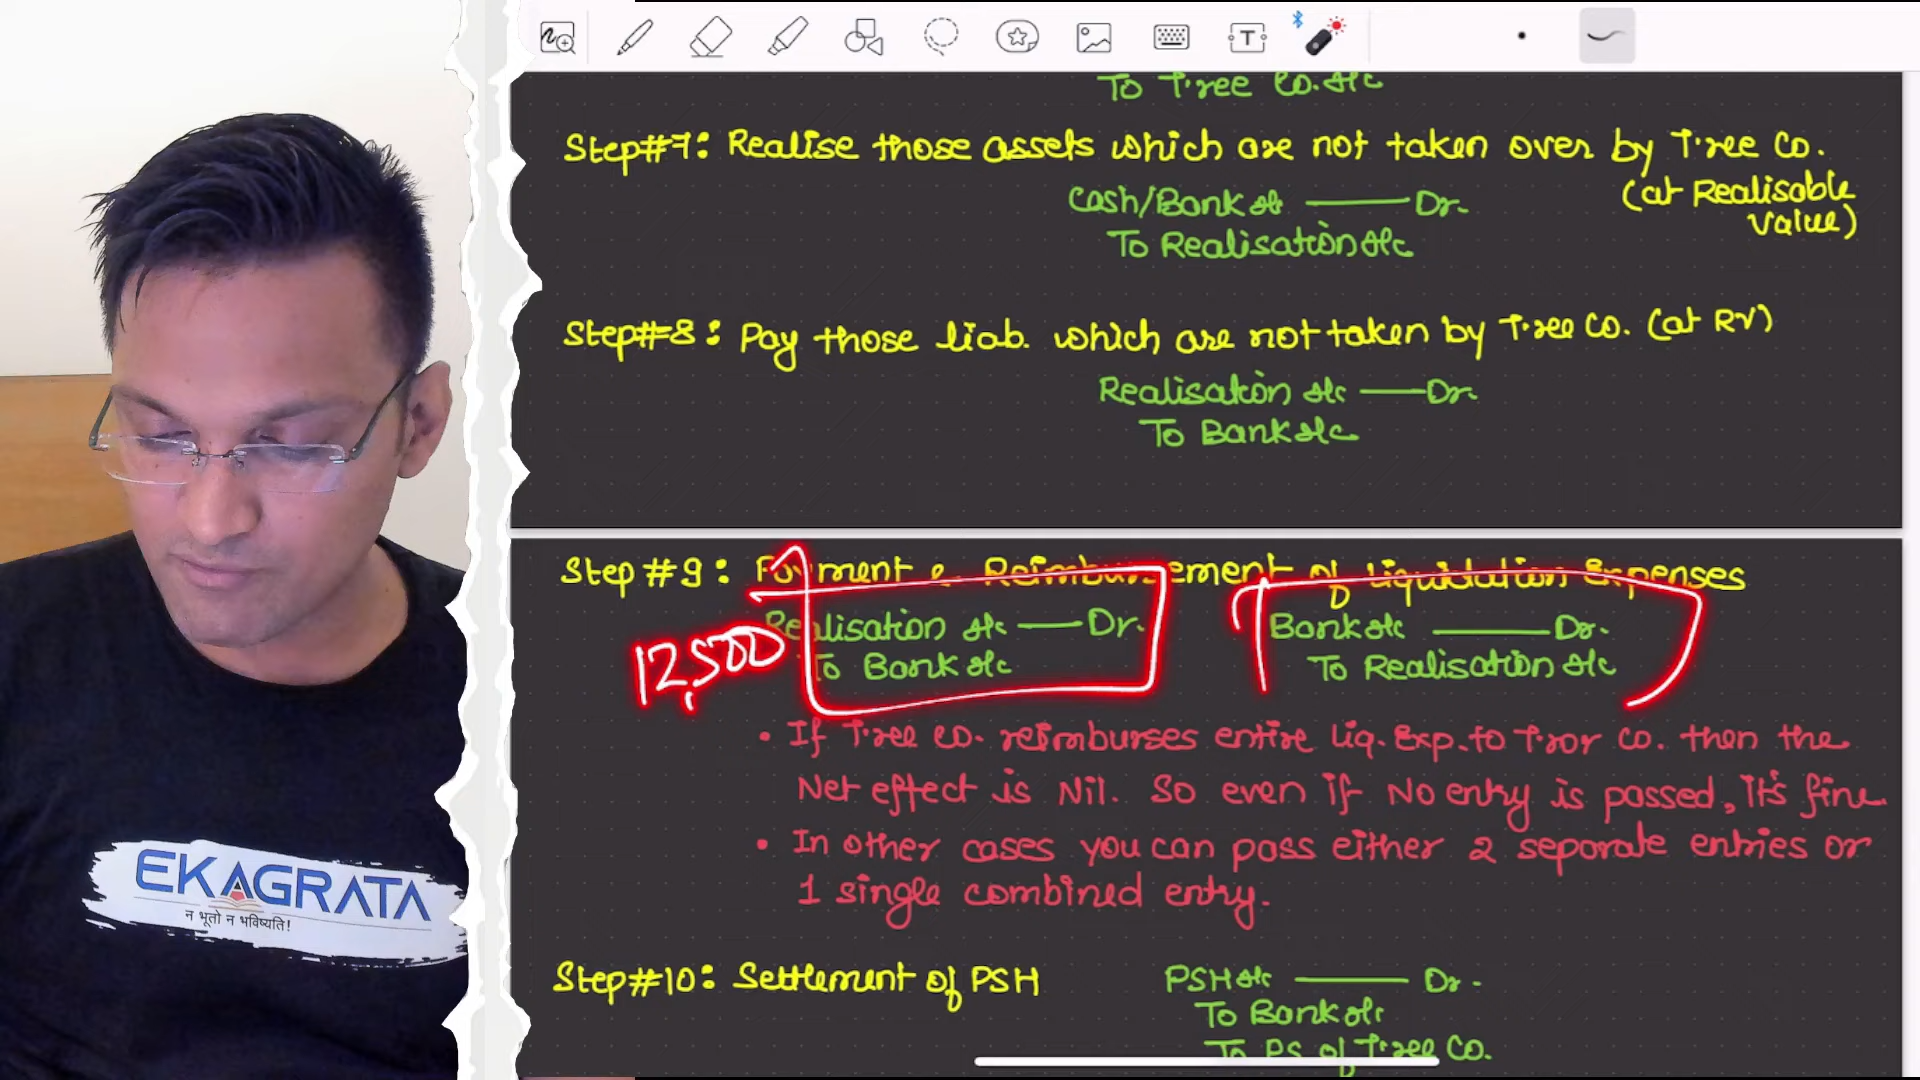 To T'ree Co. A/c
Step#7: Realise those assets which are not taken over by T'ree Co.
(at Realisable
Value)
Cash/Bank A/c ——— Dr.
To Realisation A/c
Step#8: Pay those liab. which are not taken by T'ree Co. (at RV)
Realisation A/c —— Dr.
To Bank A/c
Step #9: Payment & Reimbursement of Liquidation Expenses
Realisation A/c —— Dr.
To Bank A/c
12,500
Bank A/c ——— Dr.
To Realisation A/c
• If T'ree Co. reimburses entire Liq. Exp. to T'ror Co. then the
Net effect is Nil. So even if No entry is passed, It's fine.
• In other cases you can pass either 2 separate entries or
1 single combined entry.
Step#10: Settlement of PSH
PSH A/c ——— Dr.
To Bank A/c
To PS of T'ree Co.
EKAGRATA
न भूतो न भविष्यति!